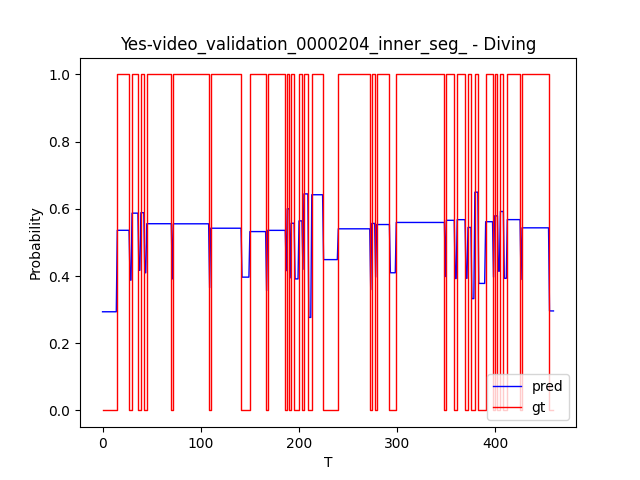 Yes-video_validation_0000204_inner_seg_ - Diving
1.0
0.8
0.6
0.4
0.2
0.0
Probability
0
100
200
300
400
T
pred
gt